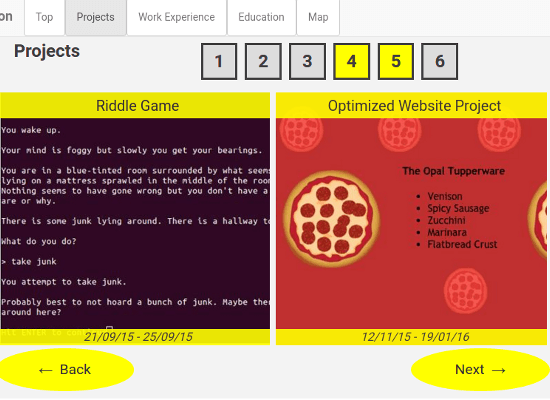 on Top Projects Work Experience Education Map
Projects 1 2 3 4 5 6
Riddle Game
You wake up.
Your mind is foggy but slowly you get your bearings.
You are in a blue-tinted room surrounded by what seems
lying on a mattress sprawled in the middle of the room
Nothing seems to have gone wrong but you don't have a
are or why.
There is some junk lying around. There is a hallway to
What do you do?
> take junk
You attempt to take junk.
Probably best to not hoard a bunch of junk. Maybe there
around here?
21/09/15 - 25/09/15
Optimized Website Project
The Opal Tupperware
• Venison
• Spicy Sausage
• Zucchini
• Marinara
• Flatbread Crust
12/11/15 - 19/01/16
← Back
Next →